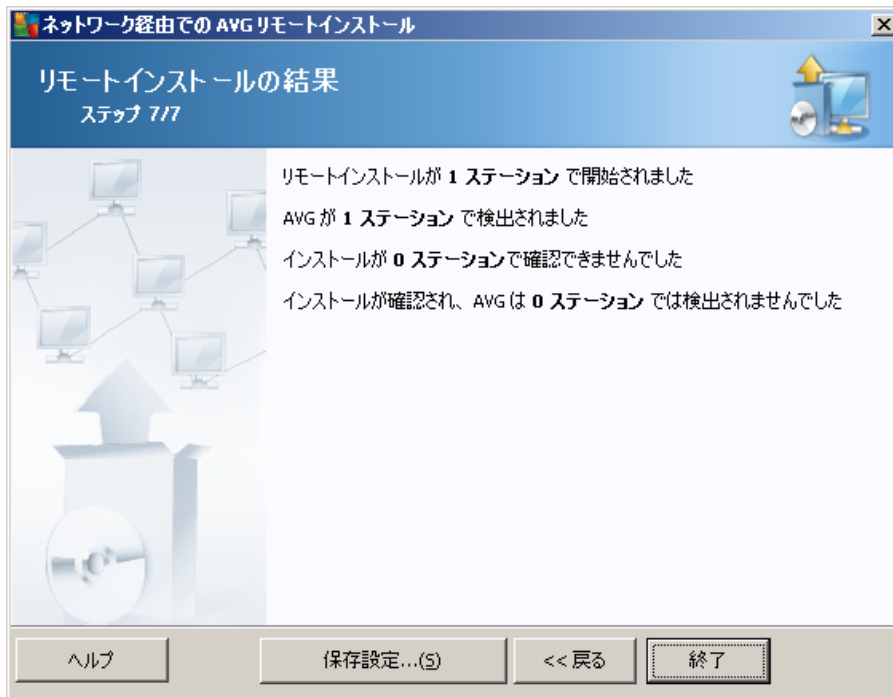 ネットワーク経由での AVG リモートインストール
リモートインストールの結果
ステップ 7/7
リモートインストールが 1 ステーション で開始されました
AVG が 1 ステーション で検出されました
インストールが 0 ステーションで確認できませんでした
インストールが確認され、AVG は 0 ステーション では検出されませんでした
ヘルプ
保存設定...(S)
<< 戻る
終了